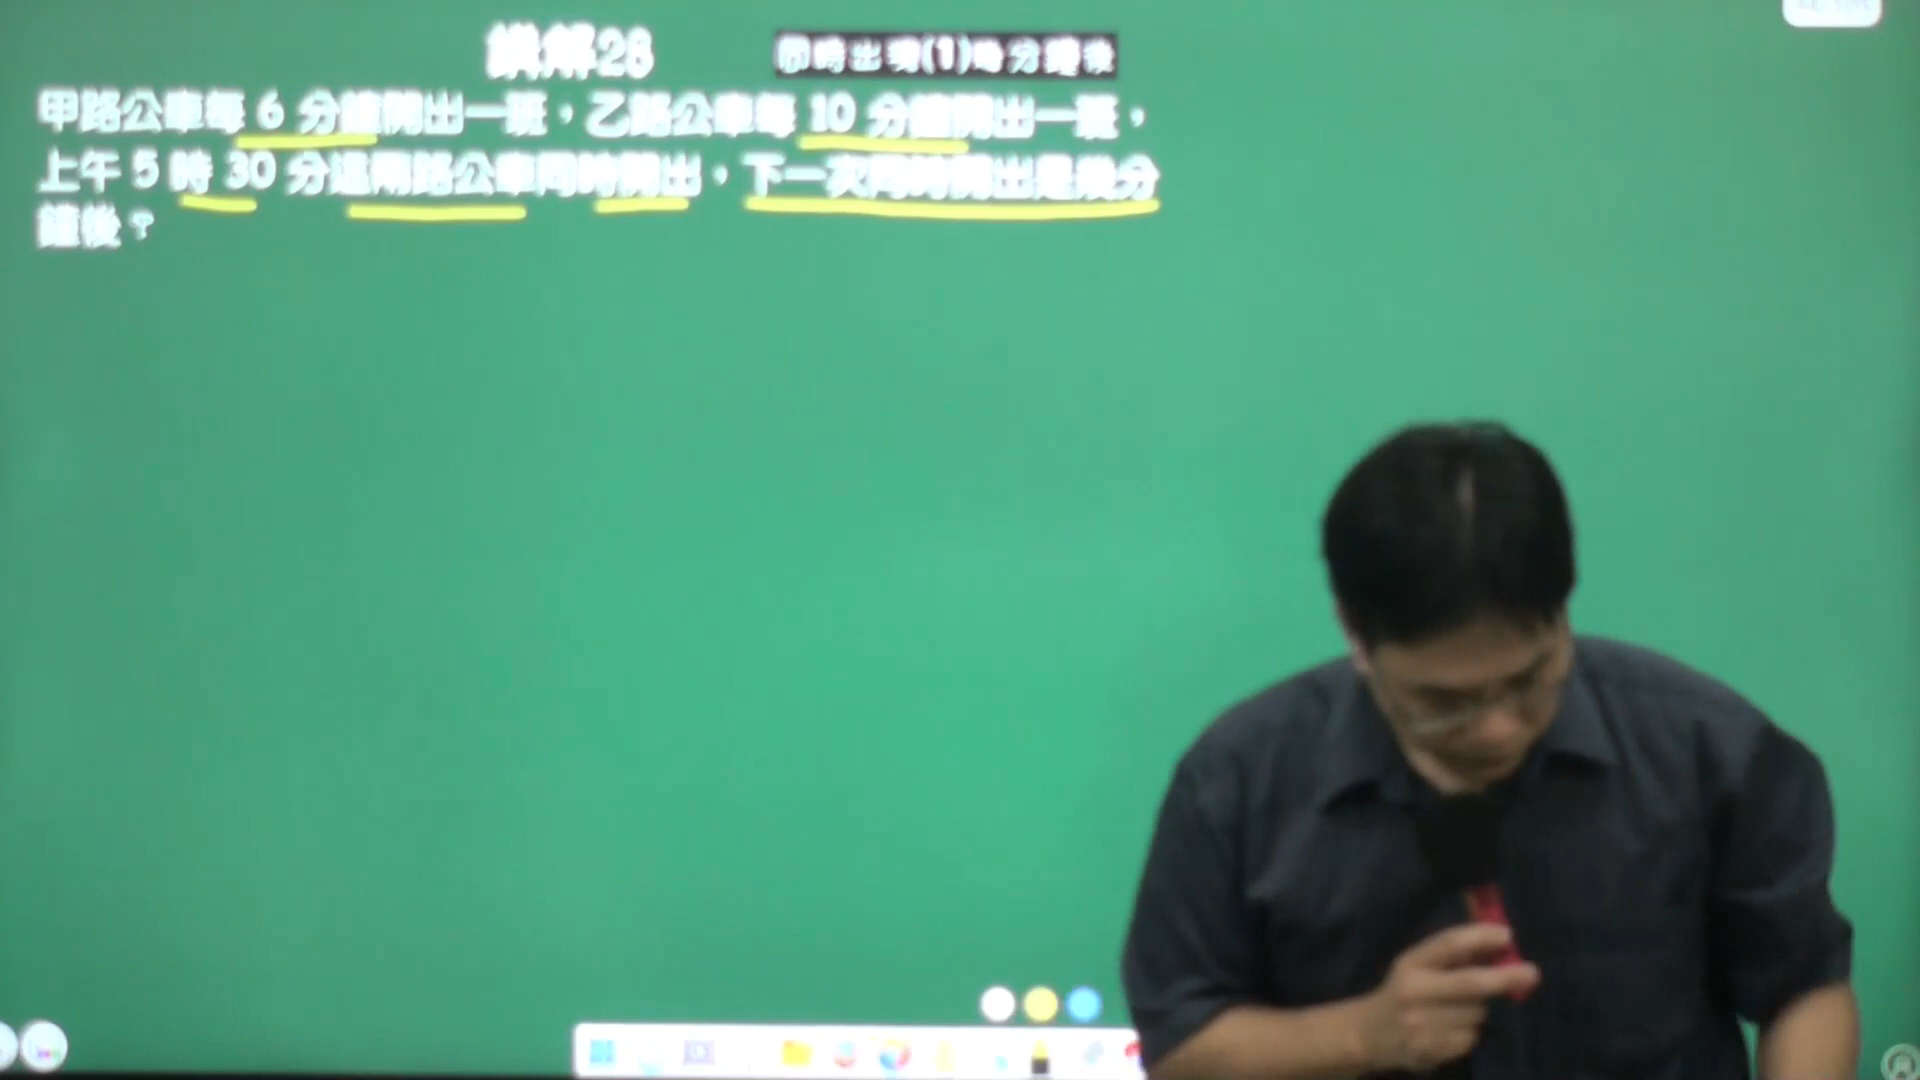 講解28
同時出現(1)幾分鐘後
甲路公車每 6 分鐘開出一班，乙路公車每 10 分鐘開出一班，
上午 5 時 30 分這兩路公車同時開出，下一次同時開出是幾分
鐘後？